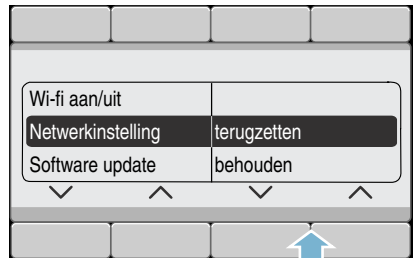 Wi-fi aan/uit
Netwerkinstelling terugzetten
Software update behouden